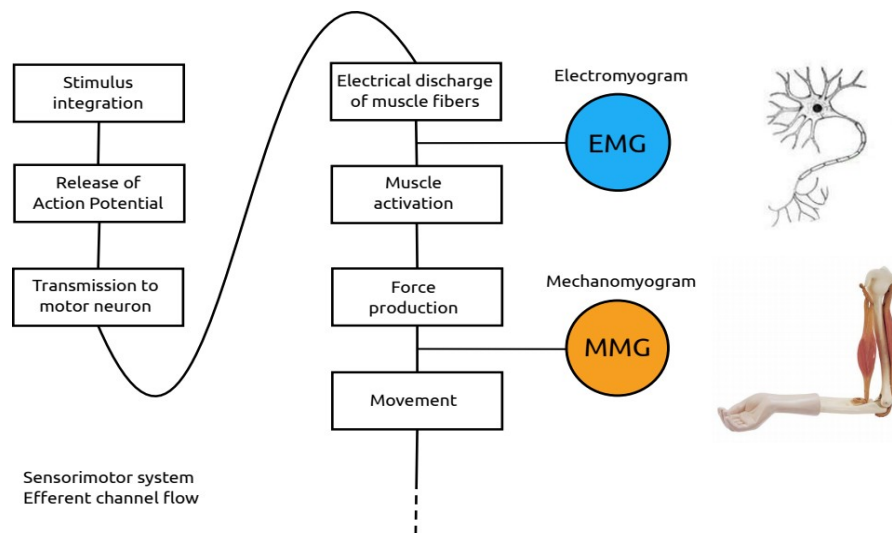 Stimulus
integration
Release of
Action Potential
Transmission to
motor neuron
Electrical discharge
of muscle fibers
Muscle
activation
Force
production
Movement
Electromyogram
EMG
Mechanomyogram
MMG
Sensorimotor system
Efferent channel flow